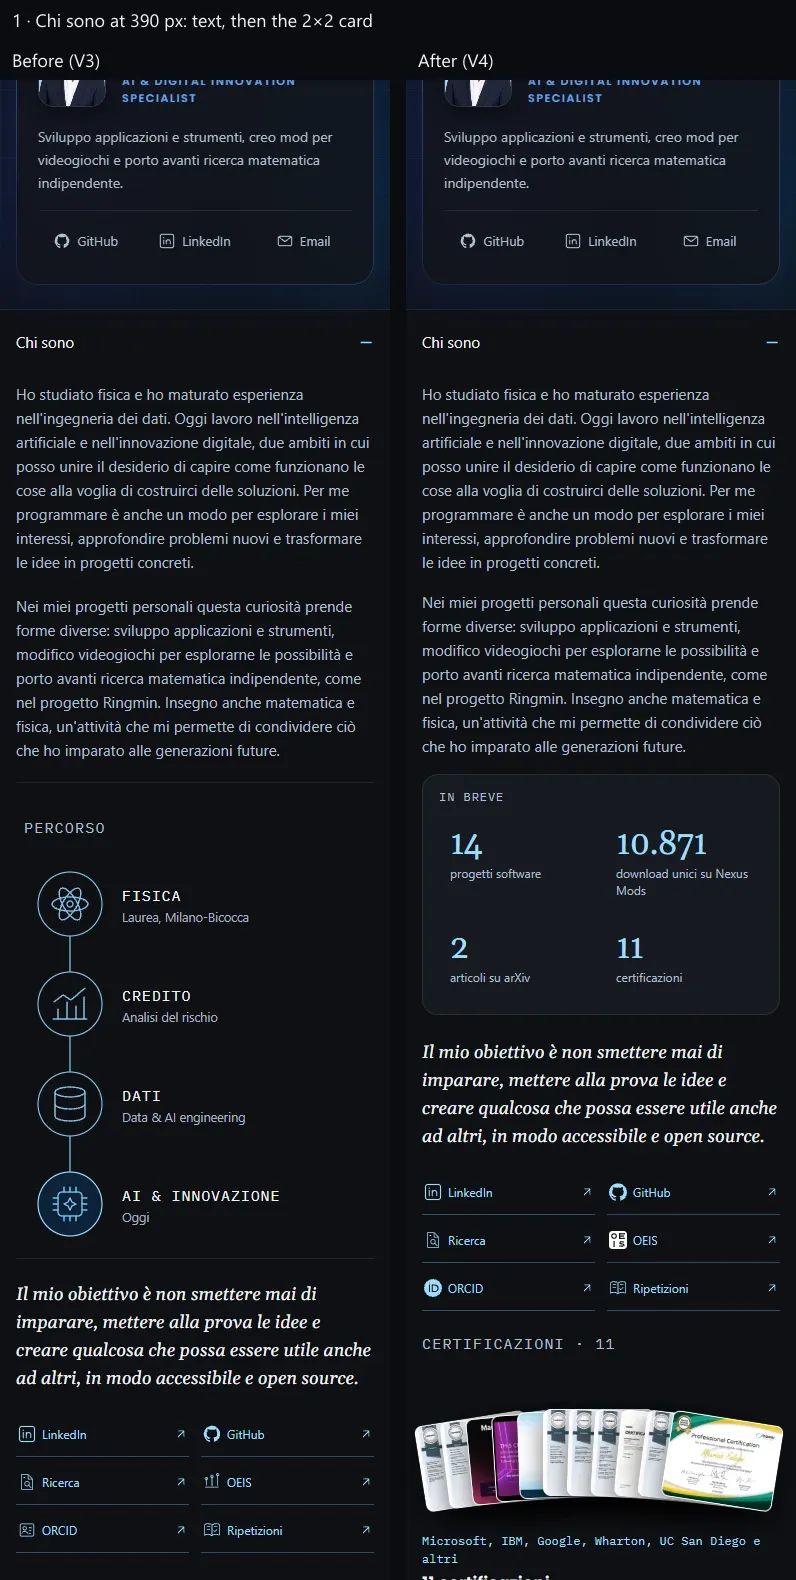 1 · Chi sono at 390 px: text, then the 2×2 card
Before (V3)
AI & DIGITAL INNOVATION
SPECIALIST
Sviluppo applicazioni e strumenti, creo mod per
videogiochi e porto avanti ricerca matematica
indipendente.
GitHub
LinkedIn
Email
Chi sono
Ho studiato fisica e ho maturato esperienza
nell'ingegneria dei dati. Oggi lavoro nell'intelligenza
artificiale e nell'innovazione digitale, due ambiti in cui
posso unire il desiderio di capire come funzionano le
cose alla voglia di costruirci delle soluzioni. Per me
programmare è anche un modo per esplorare i miei
interessi, approfondire problemi nuovi e trasformare
le idee in progetti concreti.
Nei miei progetti personali questa curiosità prende
forme diverse: sviluppo applicazioni e strumenti,
modifico videogiochi per esplorarne le possibilità e
porto avanti ricerca matematica indipendente, come
nel progetto Ringmin. Insegno anche matematica e
fisica, un'attività che mi permette di condividere ciò
che ho imparato alle generazioni future.
PERCORSO
FISICA
Laurea, Milano-Bicocca
CREDITO
Analisi del rischio
DATI
Data & AI engineering
AI & INNOVAZIONE
Oggi
Il mio obiettivo è non smettere mai di
imparare, mettere alla prova le idee e
creare qualcosa che possa essere utile anche
ad altri, in modo accessibile e open source.
LinkedIn
GitHub
Ricerca
OEIS
ORCID
Ripetizioni
After (V4)
AI & DIGITAL INNOVATION
SPECIALIST
Sviluppo applicazioni e strumenti, creo mod per
videogiochi e porto avanti ricerca matematica
indipendente.
GitHub
LinkedIn
Email
Chi sono
Ho studiato fisica e ho maturato esperienza
nell'ingegneria dei dati. Oggi lavoro nell'intelligenza
artificiale e nell'innovazione digitale, due ambiti in cui
posso unire il desiderio di capire come funzionano le
cose alla voglia di costruirci delle soluzioni. Per me
programmare è anche un modo per esplorare i miei
interessi, approfondire problemi nuovi e trasformare
le idee in progetti concreti.
Nei miei progetti personali questa curiosità prende
forme diverse: sviluppo applicazioni e strumenti,
modifico videogiochi per esplorarne le possibilità e
porto avanti ricerca matematica indipendente, come
nel progetto Ringmin. Insegno anche matematica e
fisica, un'attività che mi permette di condividere ciò
che ho imparato alle generazioni future.
IN BREVE
14
progetti software
10.871
download unici su Nexus
Mods
2
articoli su arXiv
11
certificazioni
Il mio obiettivo è non smettere mai di
imparare, mettere alla prova le idee e
creare qualcosa che possa essere utile anche
ad altri, in modo accessibile e open source.
LinkedIn
GitHub
Ricerca
OEIS
ORCID
Ripetizioni
CERTIFICAZIONI · 11
Professional Certification
Microsoft, IBM, Google, Wharton, UC San Diego e
altri
11 certificazioni